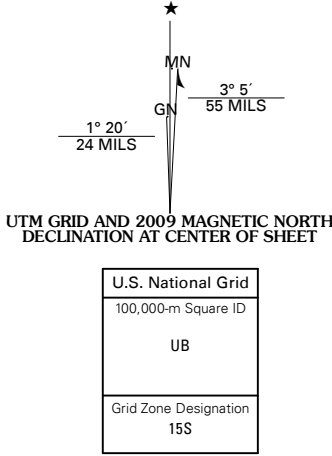 ★
MN
GN
3° 5´
55 MILS
1° 20´
24 MILS
UTM GRID AND 2009 MAGNETIC NORTH
DECLINATION AT CENTER OF SHEET
U.S. National Grid
100,000-m Square ID
UB
Grid Zone Designation
15S